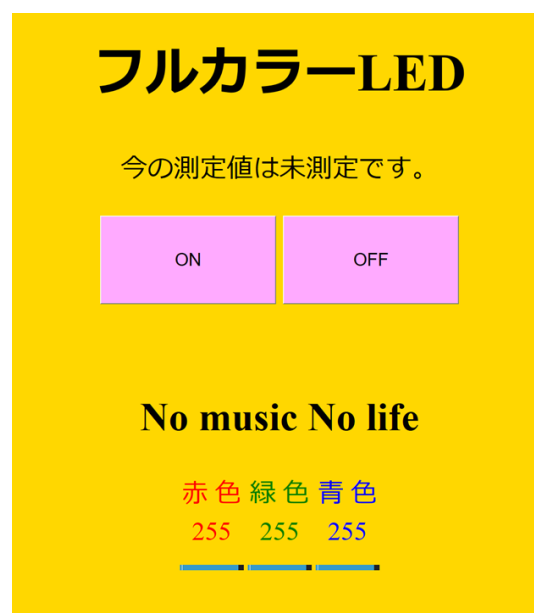 フルカラーLED
今の測定値は未測定です。
ON OFF
No music No life
赤 色 緑 色 青 色
255 255 255